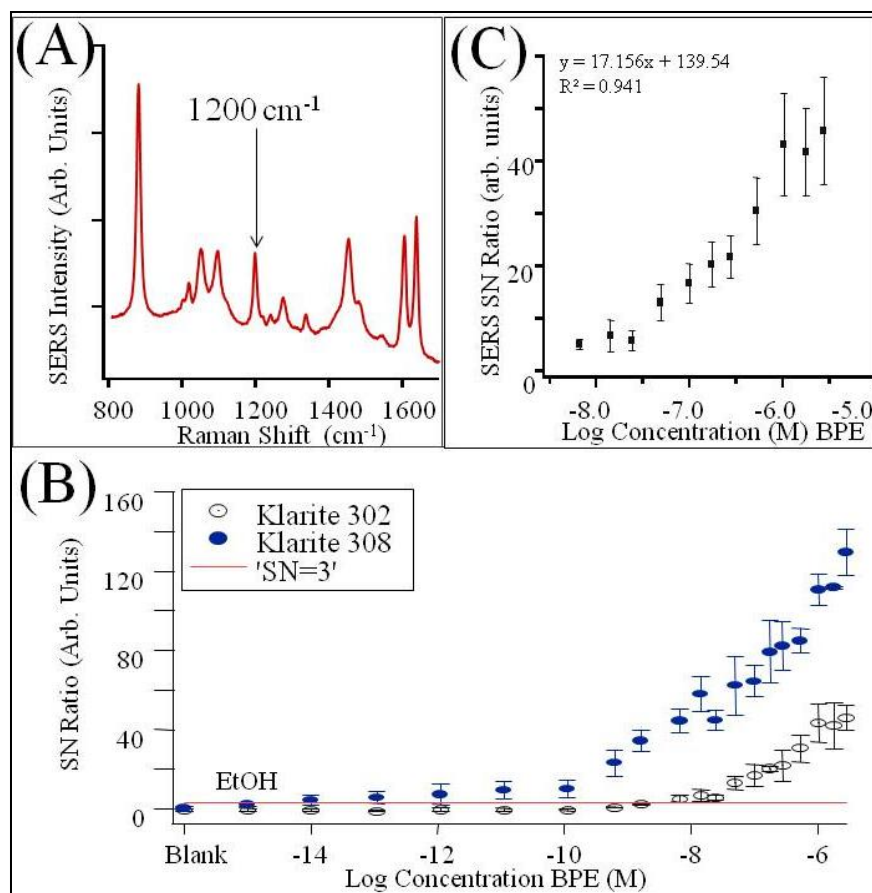 (A)
1200 cm-1
SERS Intensity (Arb. Units)
800 1000 1200 1400 1600
Raman Shift (cm-1)
(C)
y = 17.156x + 139.54
R² = 0.941
SERS SN Ratio (arb. units)
40
20
0
-8.0 -7.0 -6.0 -5.0
Log Concentration (M) BPE
(B)
Klarite 302
Klarite 308
'SN=3'
SN Ratio (Arb. Units)
160
120
80
40
0
EtOH
Blank -14 -12 -10 -8 -6
Log Concentration BPE (M)